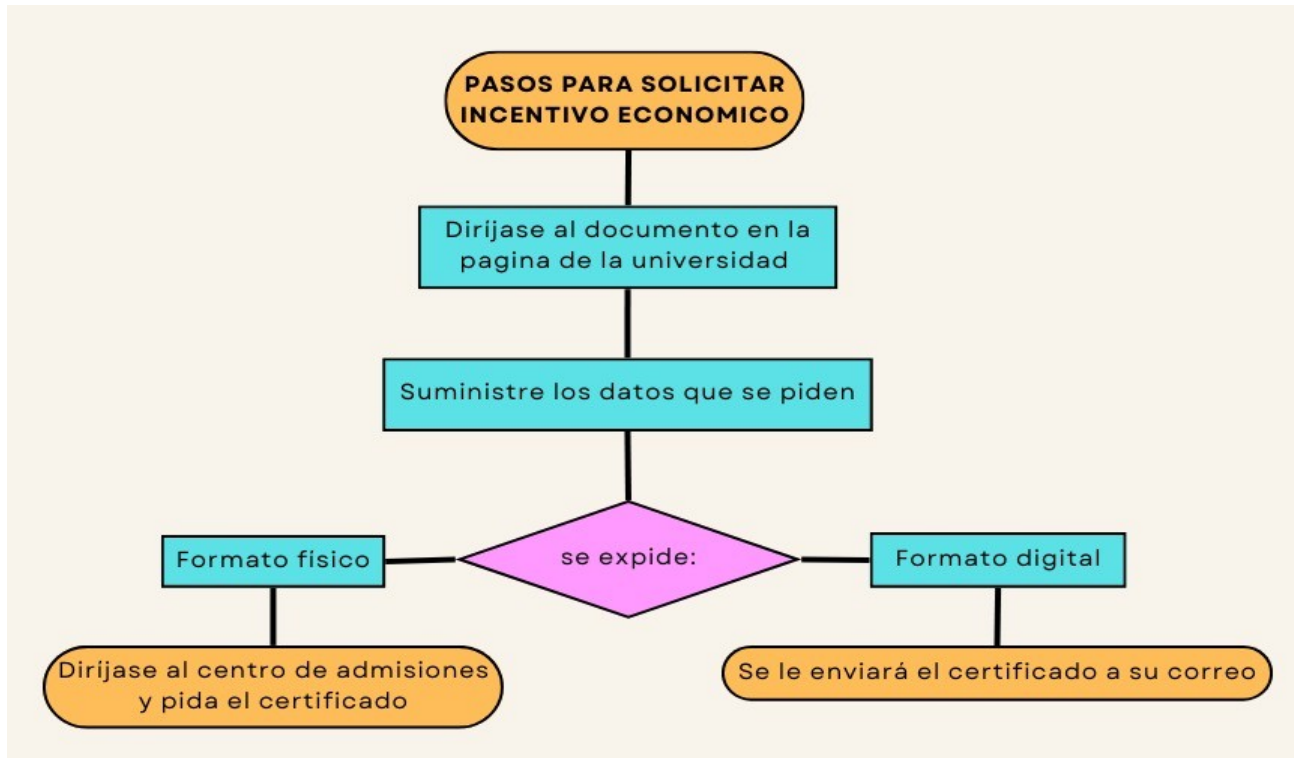 PASOS PARA SOLICITAR
INCENTIVO ECONOMICO
Diríjase al documento en la
pagina de la universidad
Suministre los datos que se piden
se expide:
Formato físico
Formato digital
Diríjase al centro de admisiones
y pida el certificado
Se le enviará el certificado a su correo